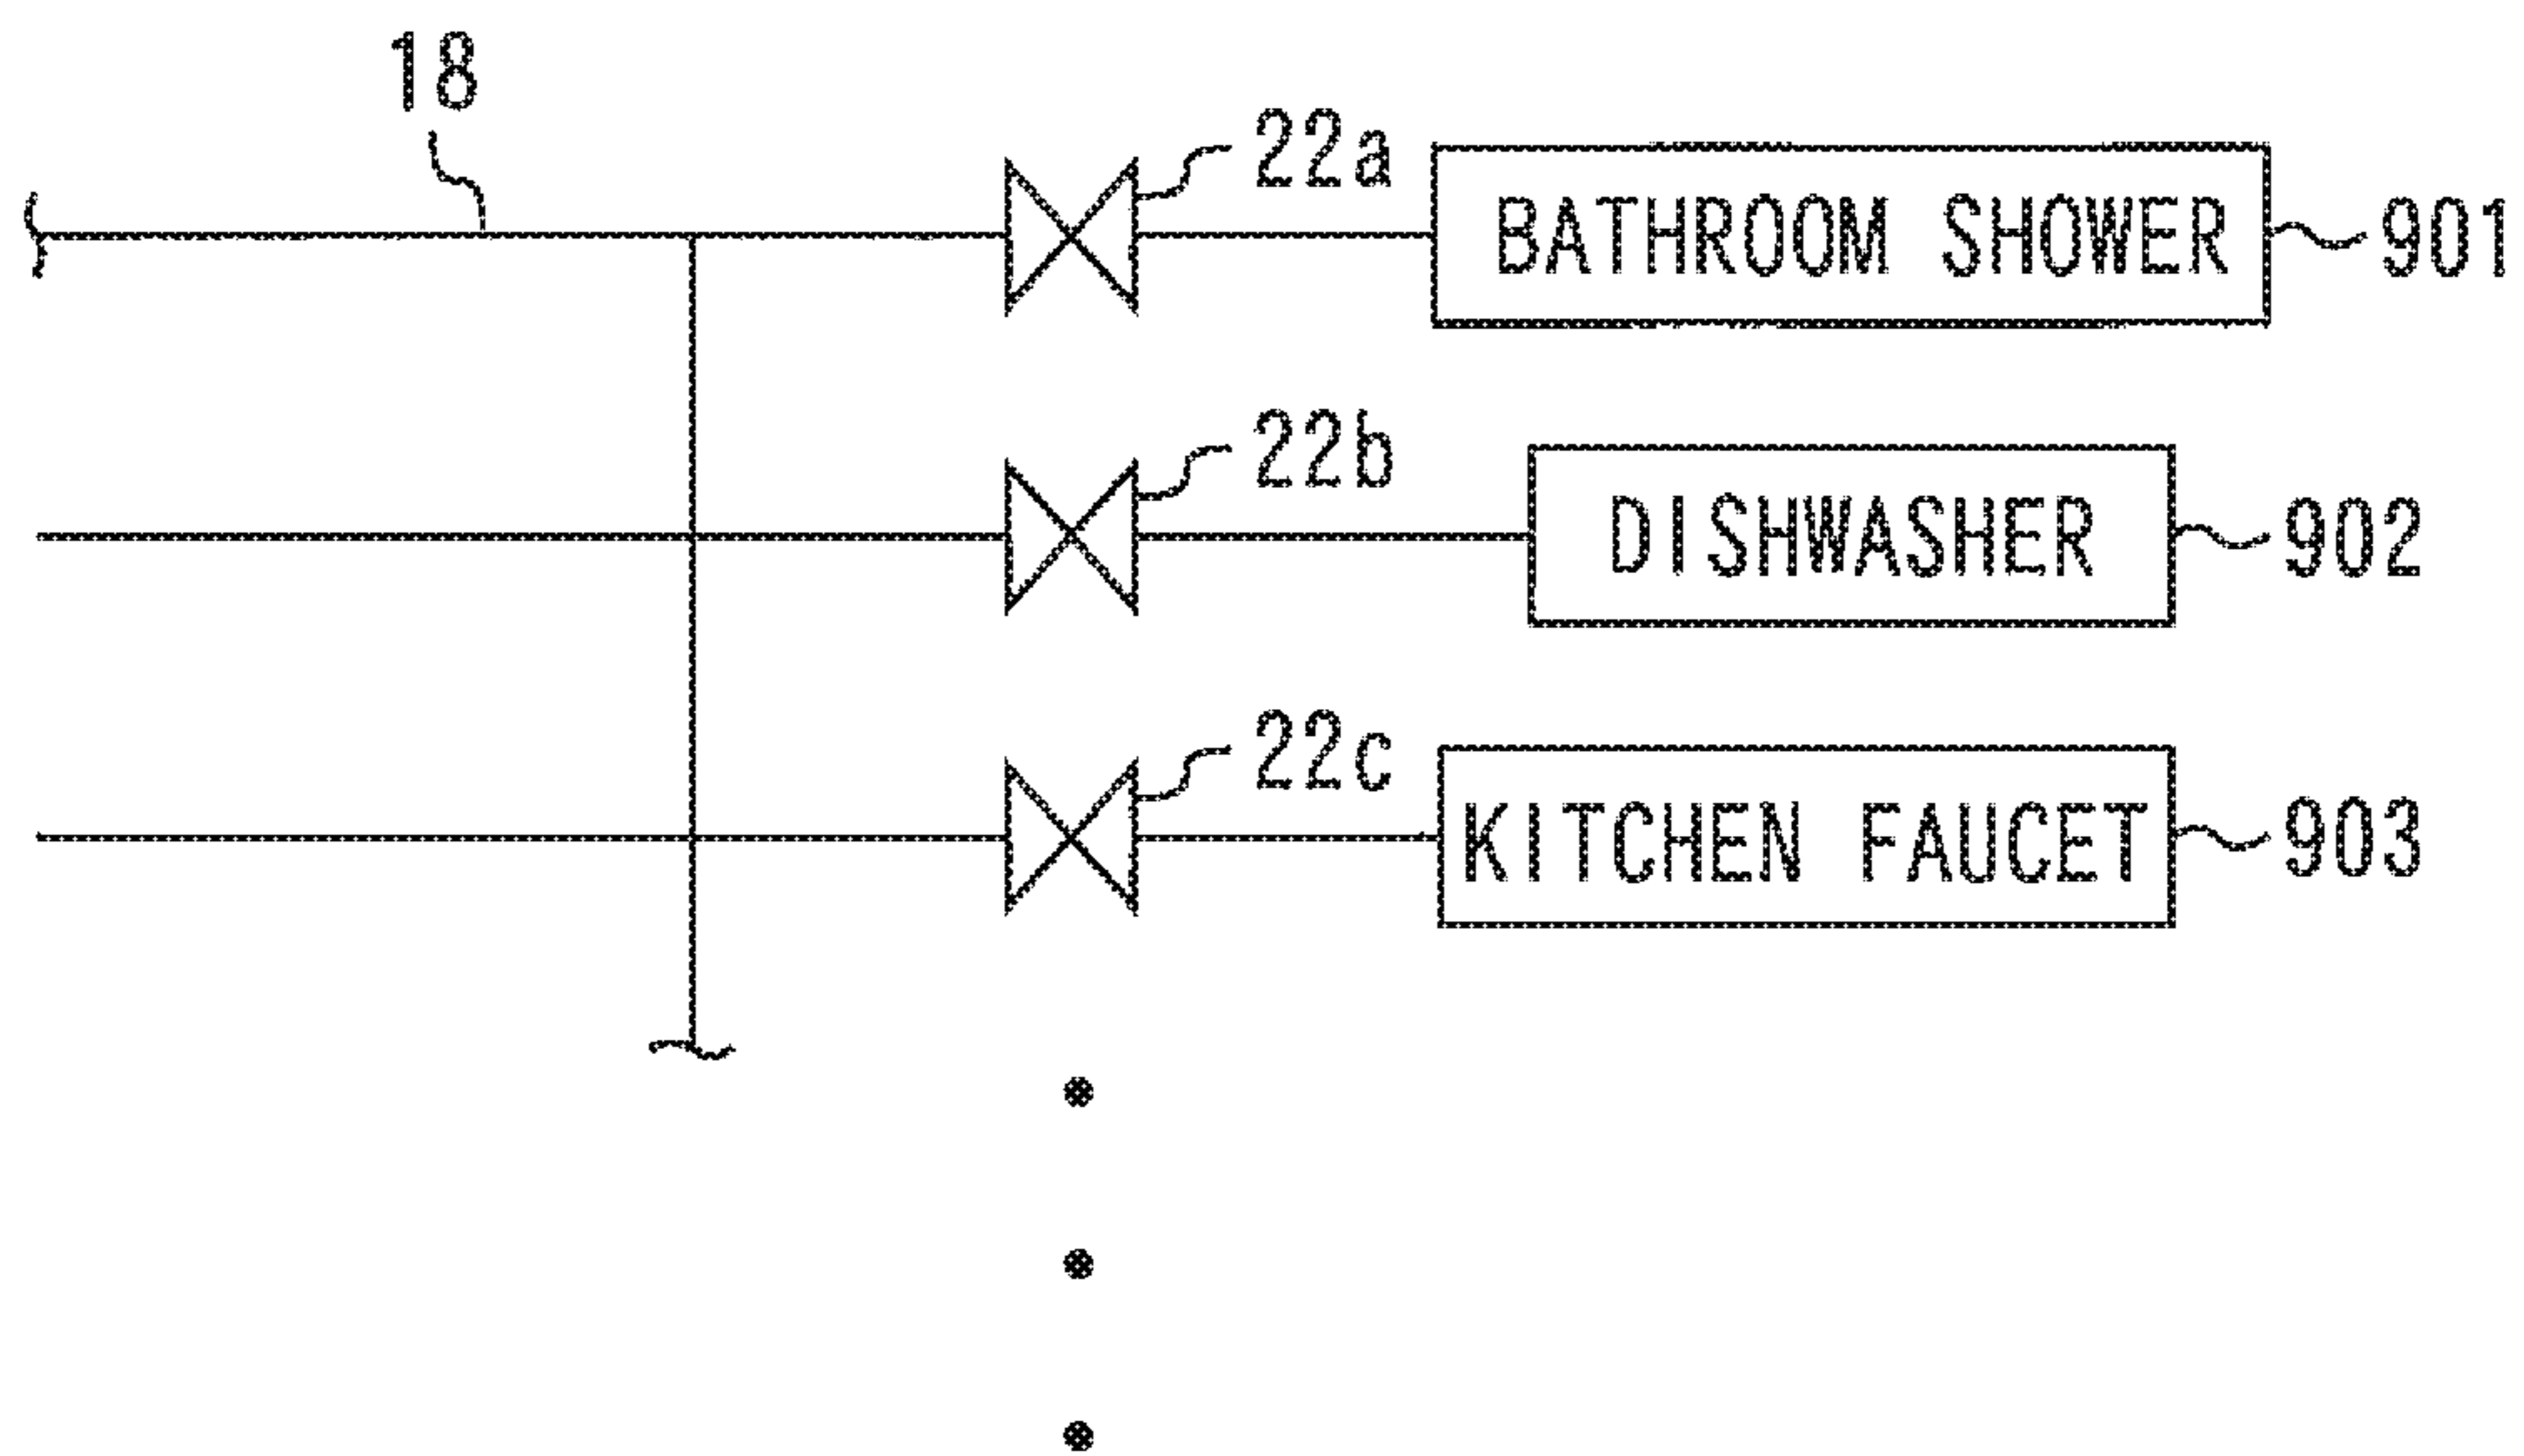 18
22a
BATHROOM SHOWER
901
22b
DISHWASHER
902
22c
KITCHEN FAUCET
903